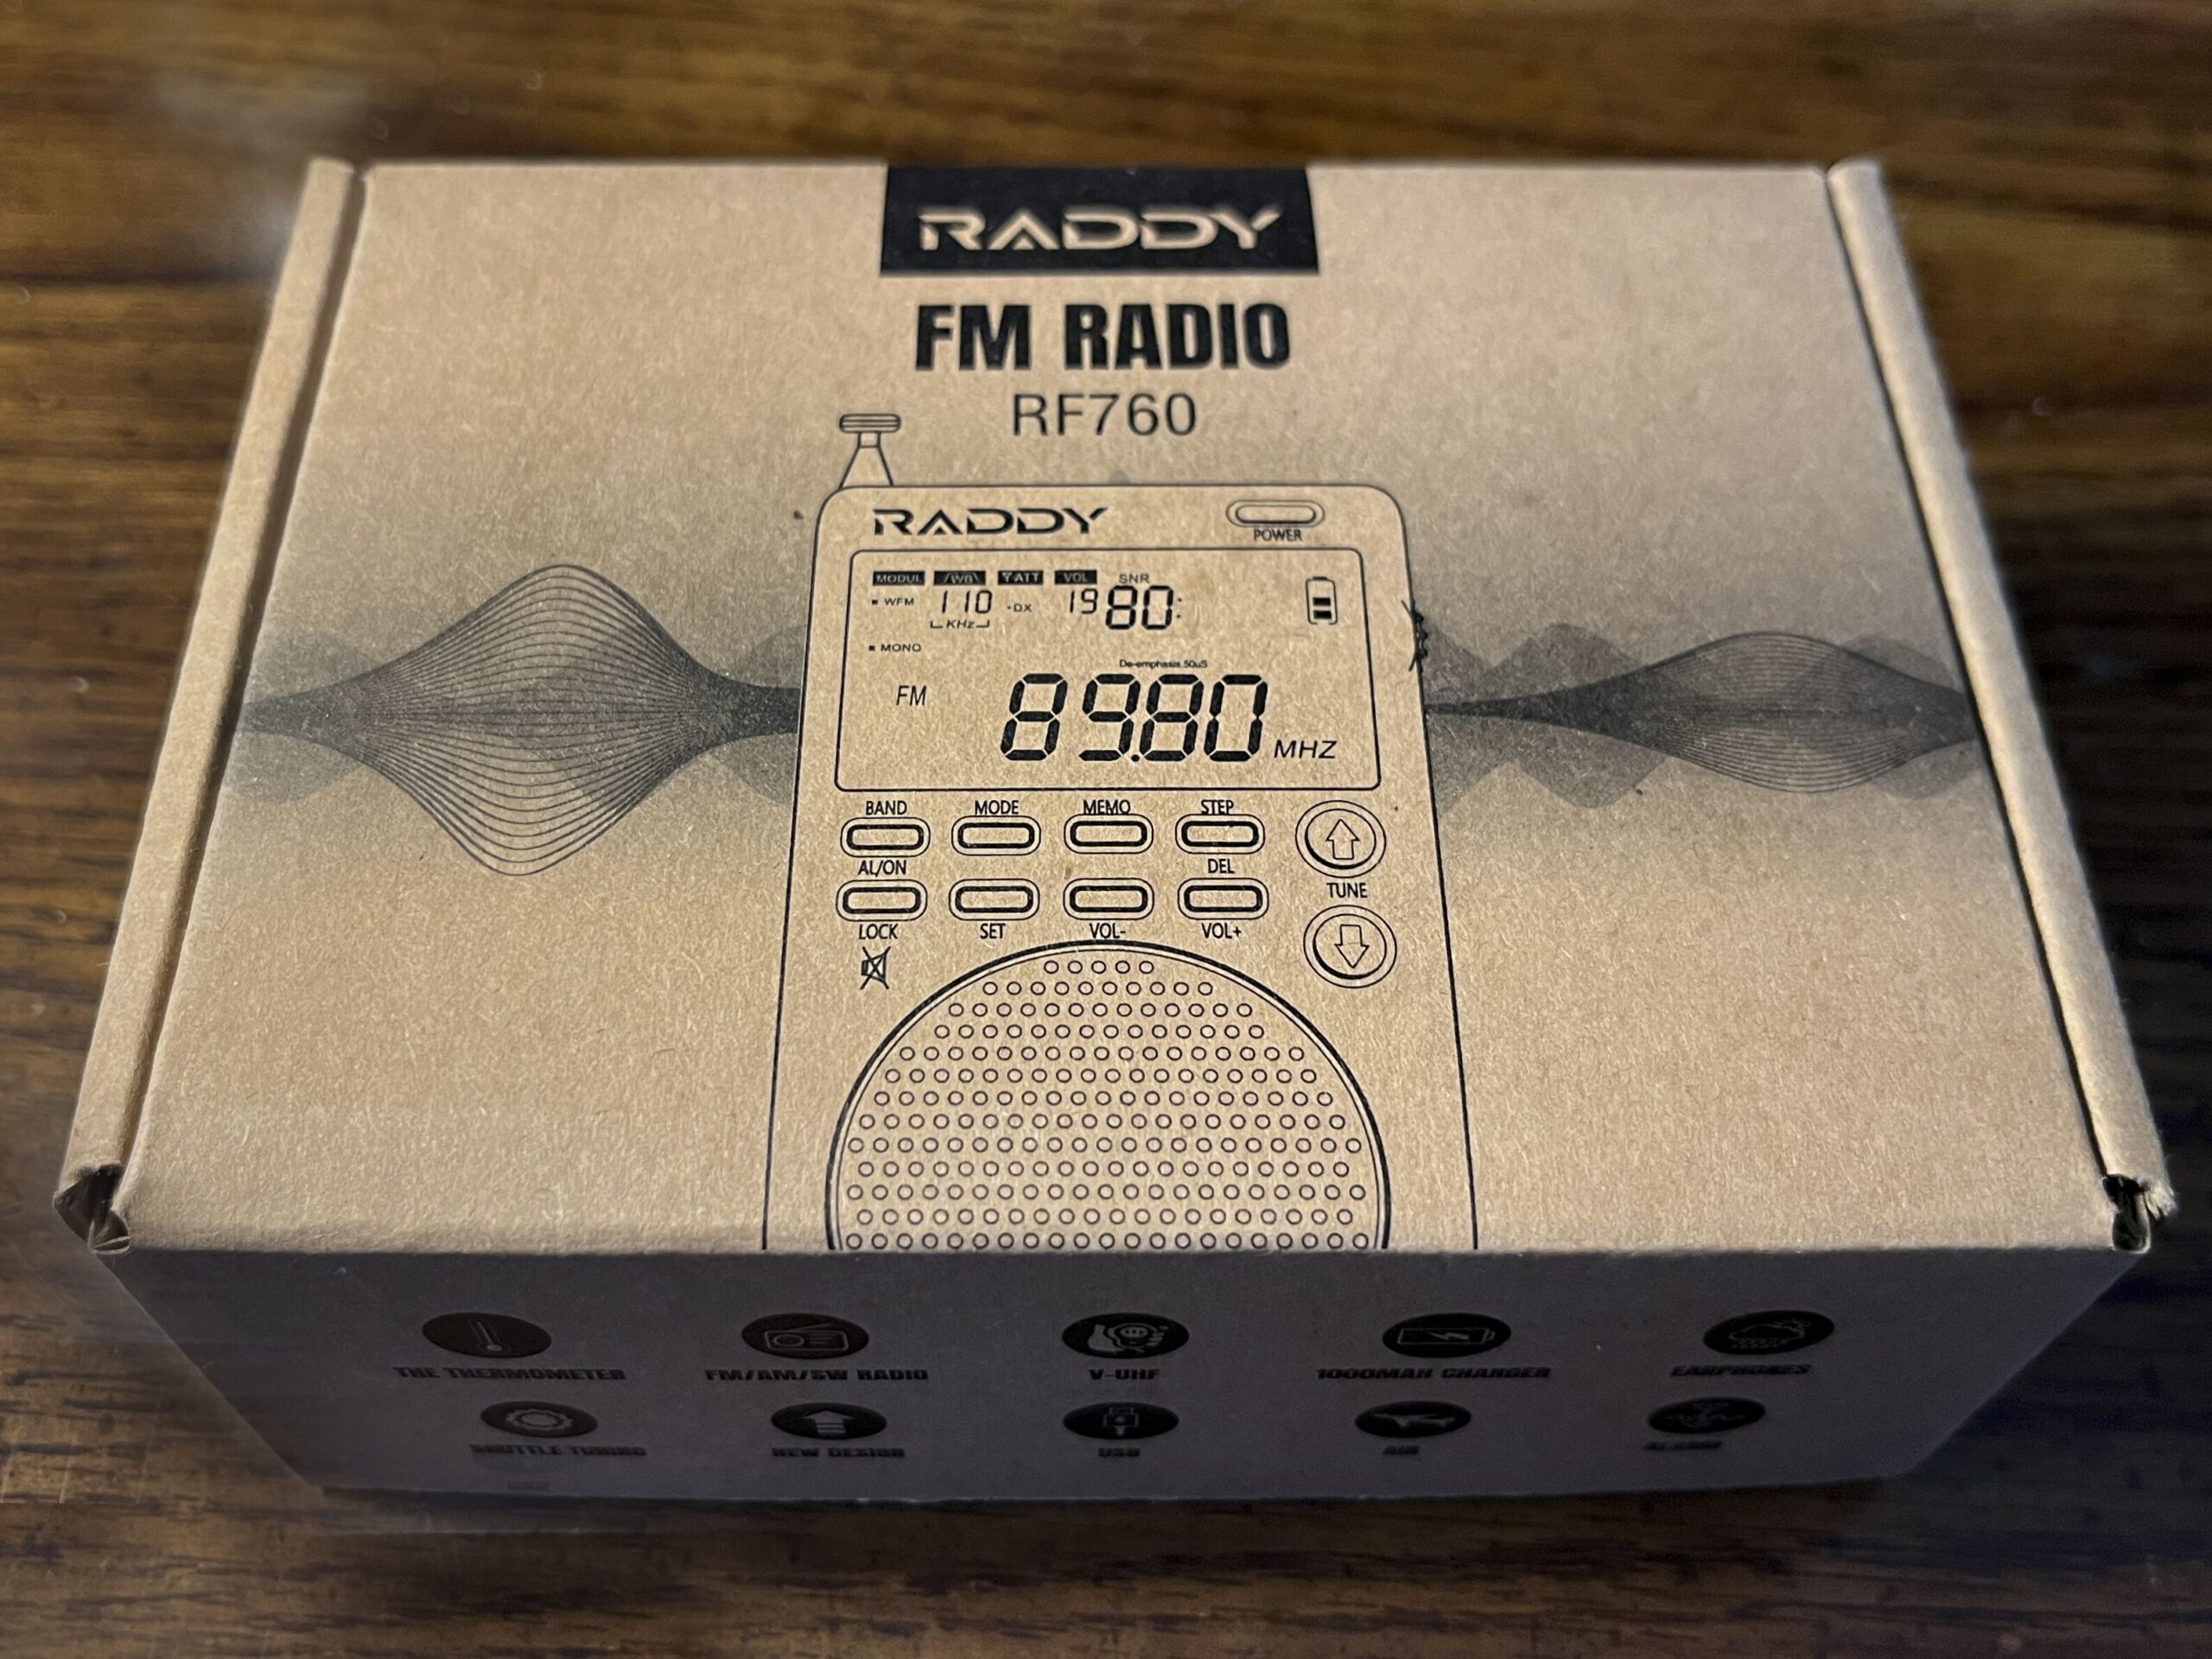 RADDY
FM RADIO
RF760
RADDY
POWER
MODUL /WB\ ATT VOL SNR
WFM 110 DX 19 80
KHz
MONO
De-emphasis.50uS
FM 89.80 MHZ
BAND MODE MEMO STEP
AL/ON DEL
TUNE
LOCK SET VOL- VOL+
THE THERMOMETER FM/AM/SW RADIO V-UHF 1000MAH CHARGER EARPHONES
SHUTTLE TUNING NEW DESIGN USB AIR ALARM